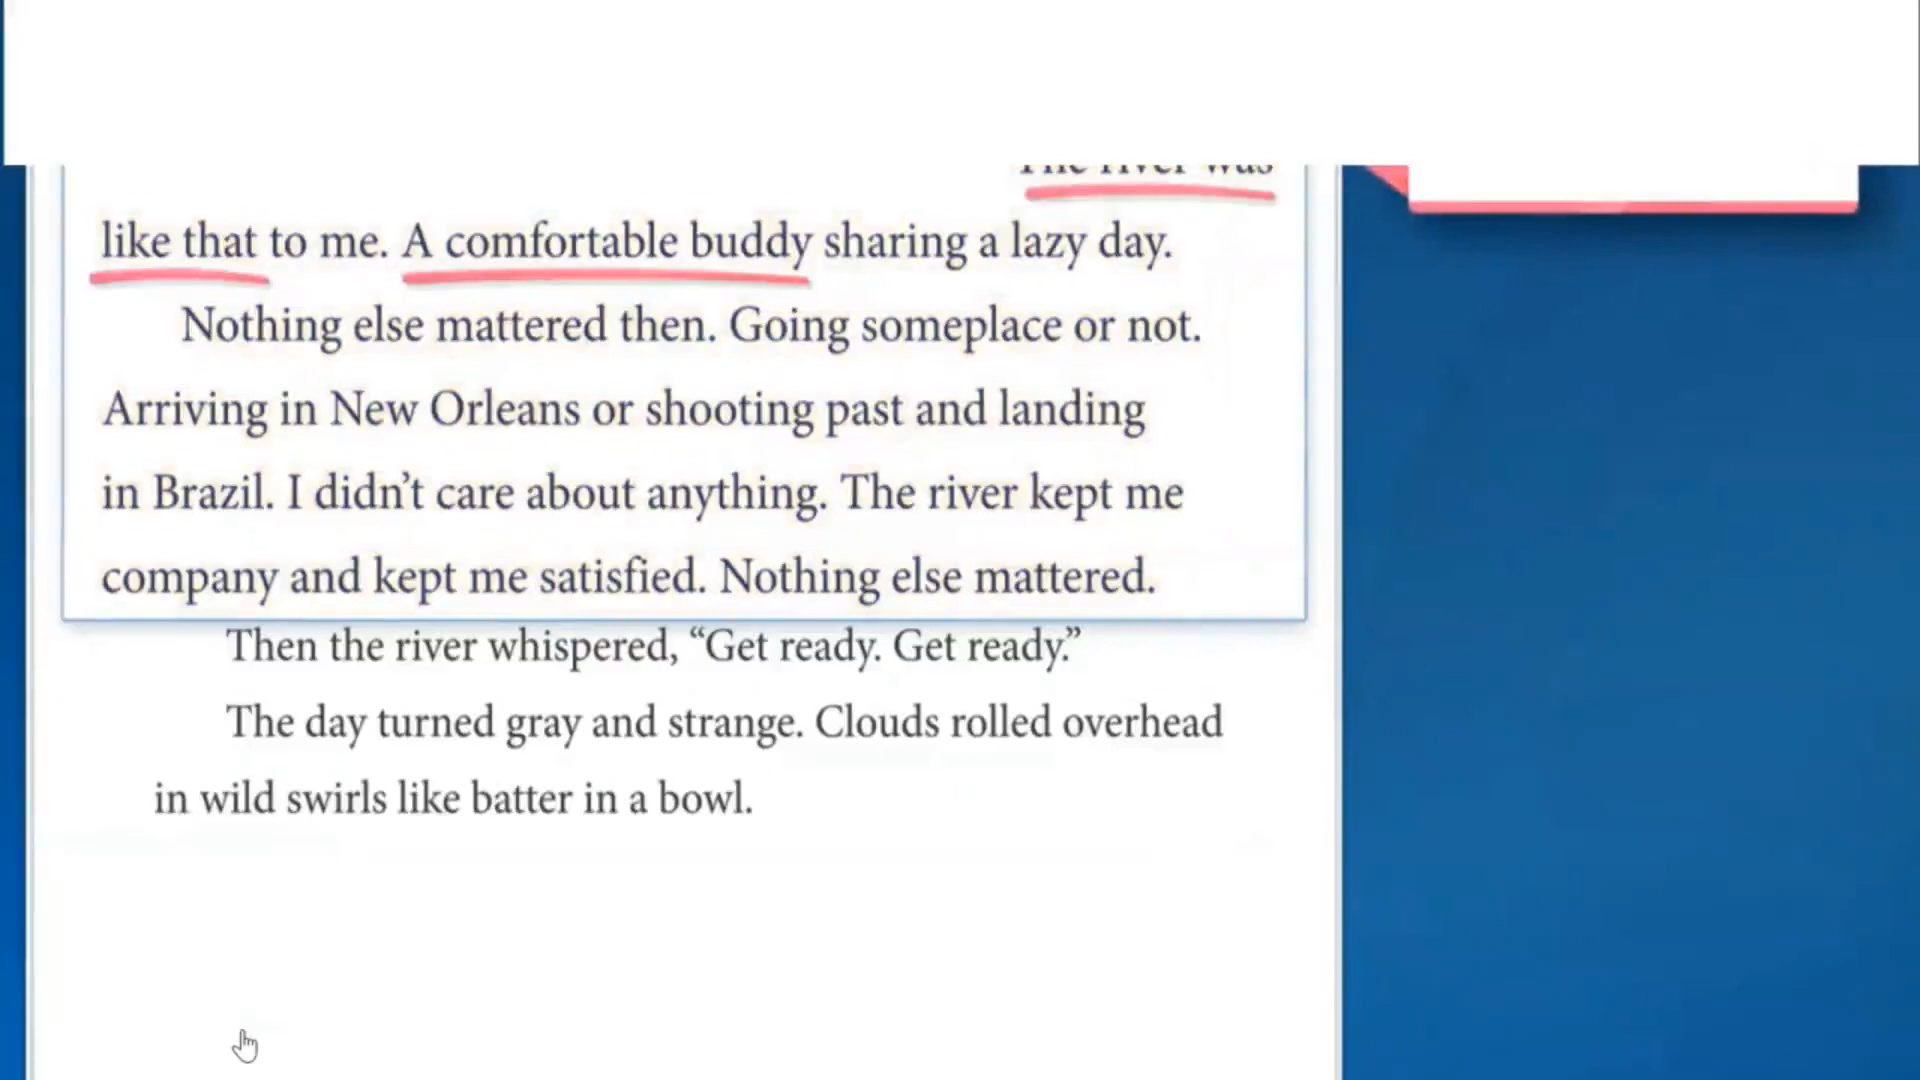 The river was
like that to me. A comfortable buddy sharing a lazy day.
Nothing else mattered then. Going someplace or not.
Arriving in New Orleans or shooting past and landing
in Brazil. I didn’t care about anything. The river kept me
company and kept me satisfied. Nothing else mattered.
Then the river whispered, “Get ready. Get ready.”
The day turned gray and strange. Clouds rolled overhead
in wild swirls like batter in a bowl.